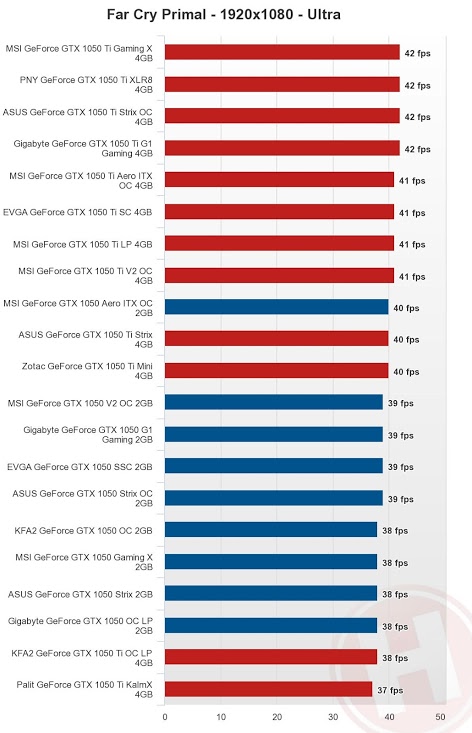 Far Cry Primal - 1920x1080 - Ultra
MSI GeForce GTX 1050 Ti Gaming X
4GB
42 fps
PNY GeForce GTX 1050 Ti XLR8
4GB
42 fps
ASUS GeForce GTX 1050 Ti Strix OC
4GB
42 fps
Gigabyte GeForce GTX 1050 Ti G1
Gaming 4GB
42 fps
MSI GeForce GTX 1050 Ti Aero ITX
OC 4GB
41 fps
EVGA GeForce GTX 1050 Ti SC 4GB
41 fps
MSI GeForce GTX 1050 Ti LP 4GB
41 fps
MSI GeForce GTX 1050 Ti V2 OC
4GB
41 fps
MSI GeForce GTX 1050 Aero ITX OC
2GB
40 fps
ASUS GeForce GTX 1050 Ti Strix
4GB
40 fps
Zotac GeForce GTX 1050 Ti Mini
4GB
40 fps
MSI GeForce GTX 1050 V2 OC 2GB
39 fps
Gigabyte GeForce GTX 1050 G1
Gaming 2GB
39 fps
EVGA GeForce GTX 1050 SSC 2GB
39 fps
ASUS GeForce GTX 1050 Strix OC
2GB
39 fps
KFA2 GeForce GTX 1050 OC 2GB
38 fps
MSI GeForce GTX 1050 Gaming X
2GB
38 fps
ASUS GeForce GTX 1050 Strix 2GB
38 fps
Gigabyte GeForce GTX 1050 OC LP
2GB
38 fps
KFA2 GeForce GTX 1050 Ti OC LP
4GB
38 fps
Palit GeForce GTX 1050 Ti KalmX
4GB
37 fps
0 10 20 30 40 50
H